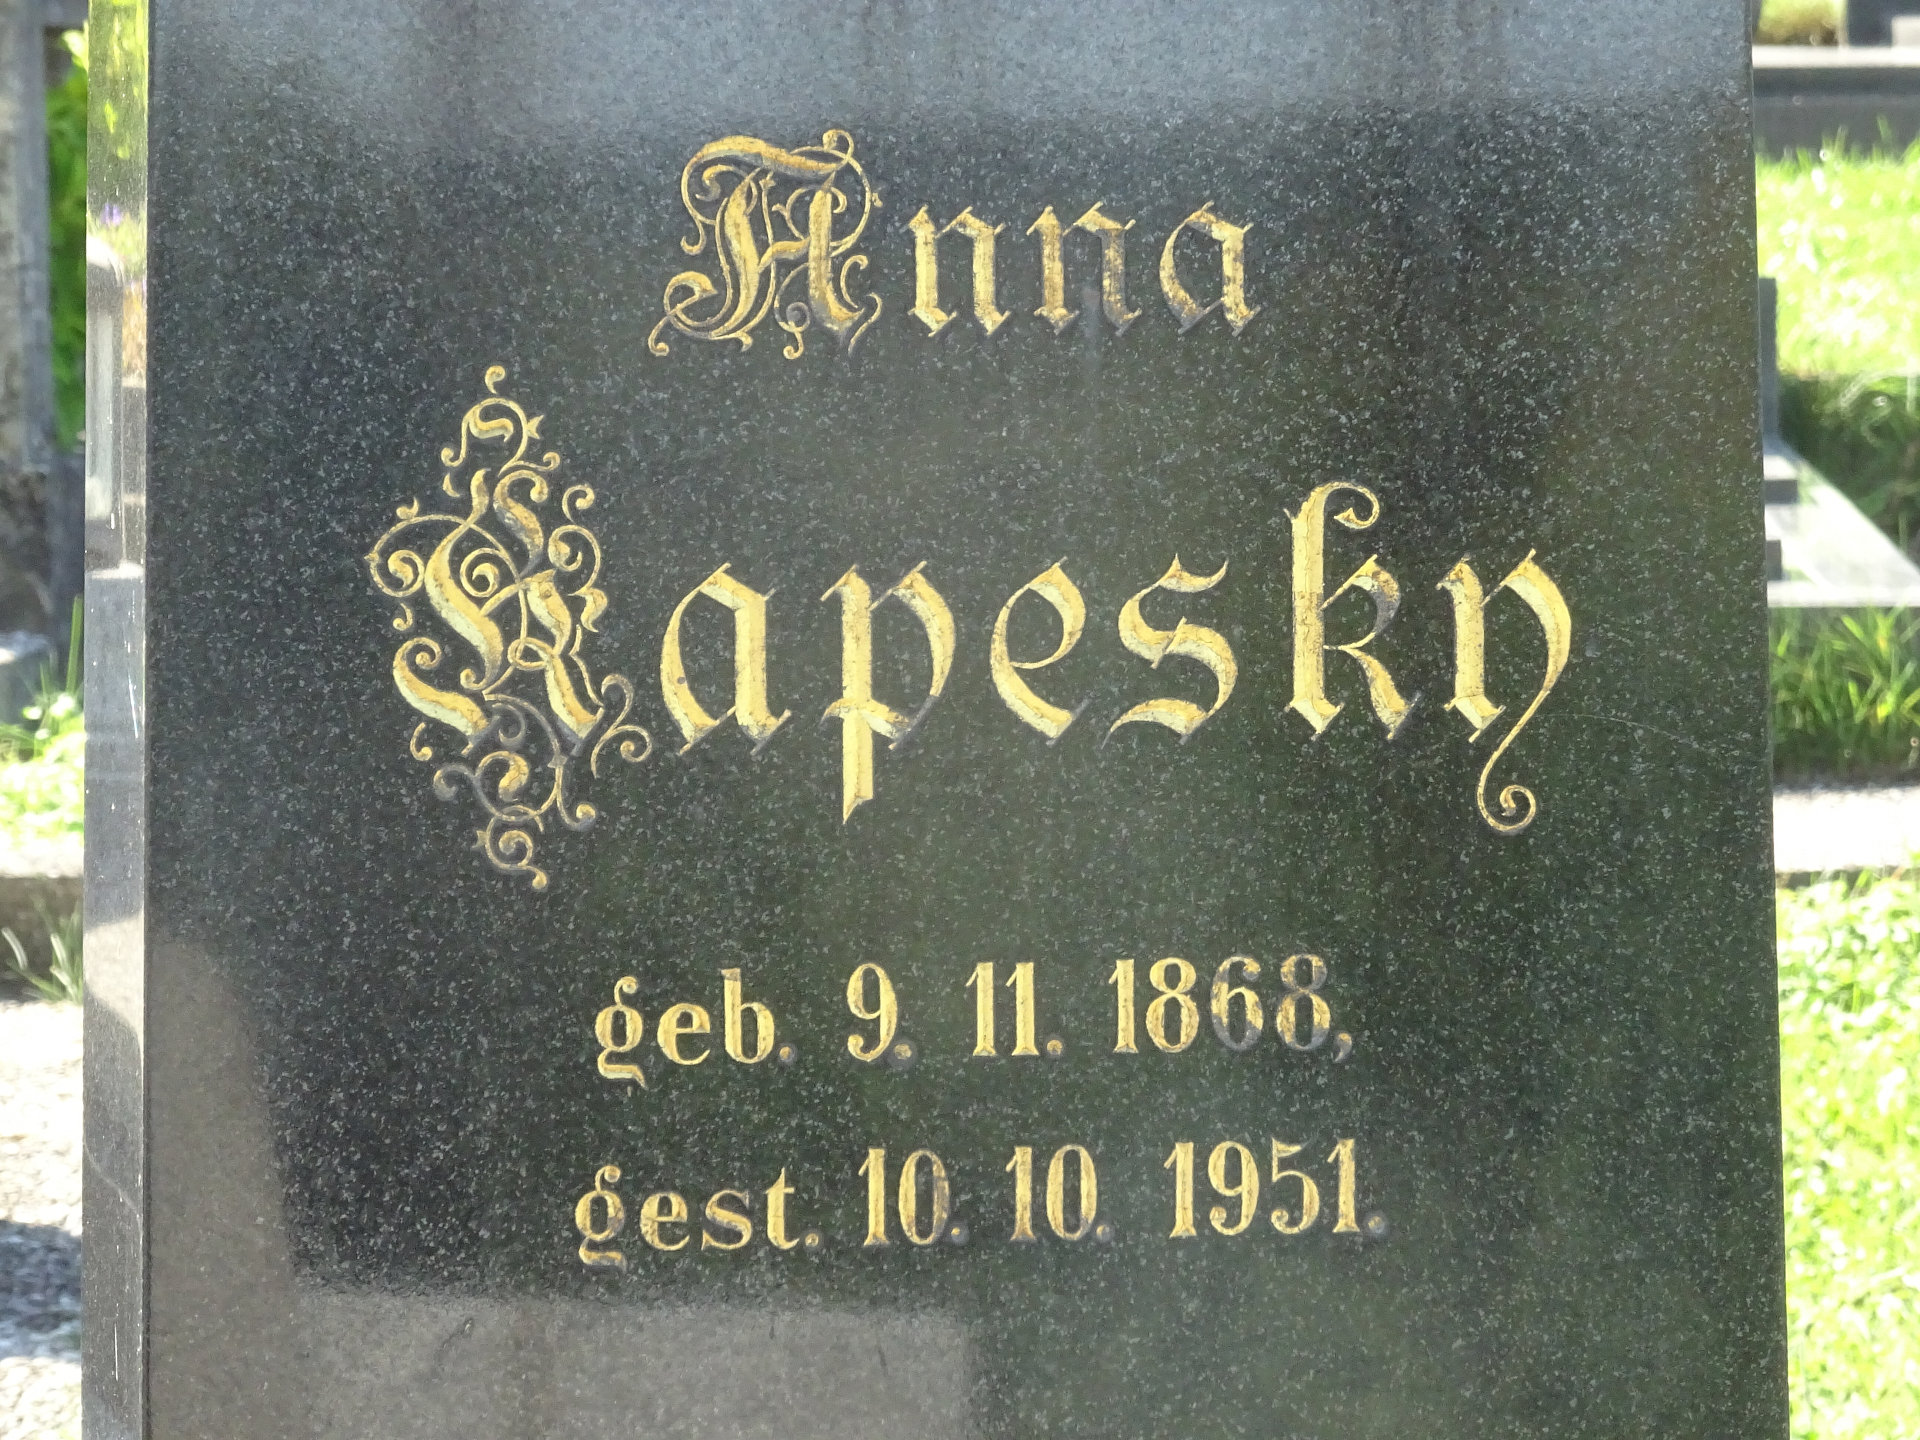 Anna
Kapesky
geb. 9. 11. 1868,
gest. 10. 10. 1951.